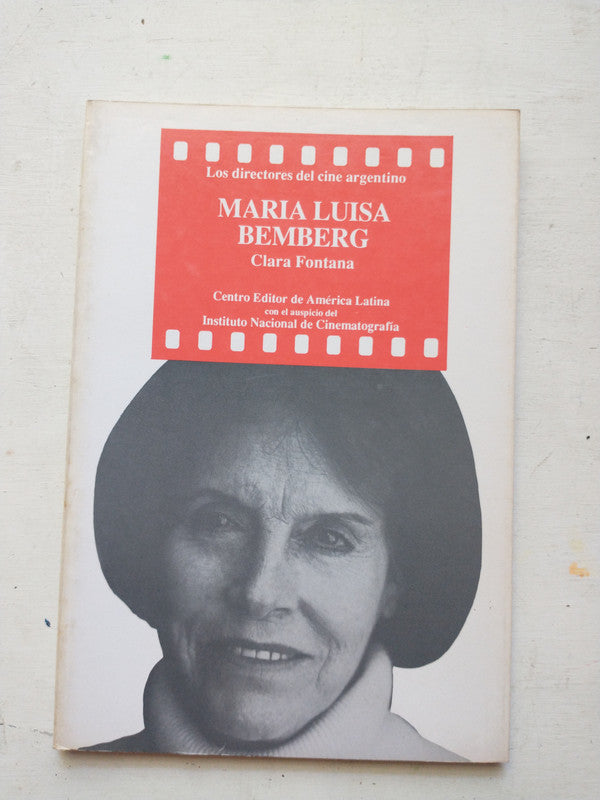 Los directores del cine argentino
MARIA LUISA
BEMBERG
Clara Fontana
Centro Editor de América Latina
con el auspicio del
Instituto Nacional de Cinematografía